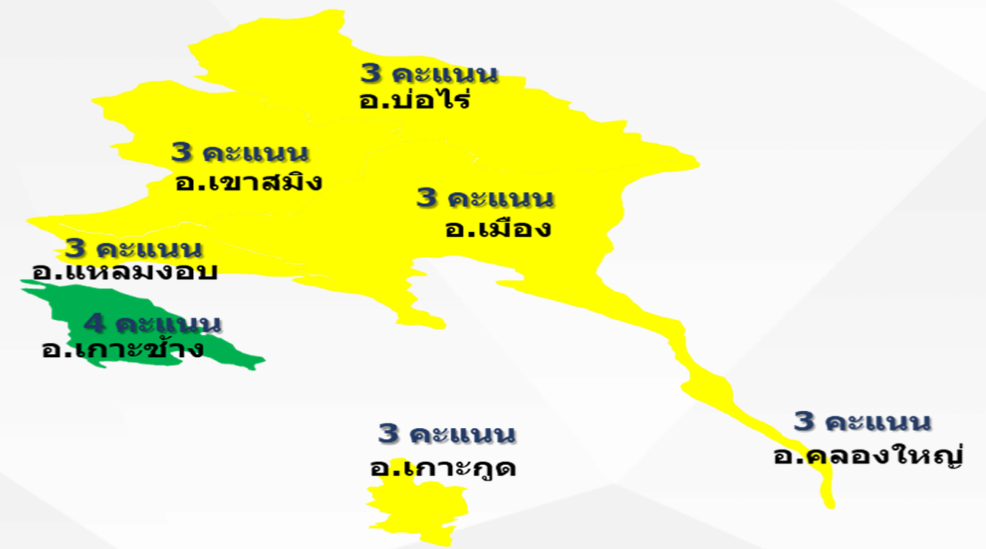 3 คะแนน
อ.บ่อไร่
3 คะแนน
อ.เขาสมิง
3 คะแนน
อ.เมือง
3 คะแนน
อ.แหลมงอบ
4 คะแนน
อ.เกาะช้าง
3 คะแนน
อ.คลองใหญ่
3 คะแนน
อ.เกาะกูด